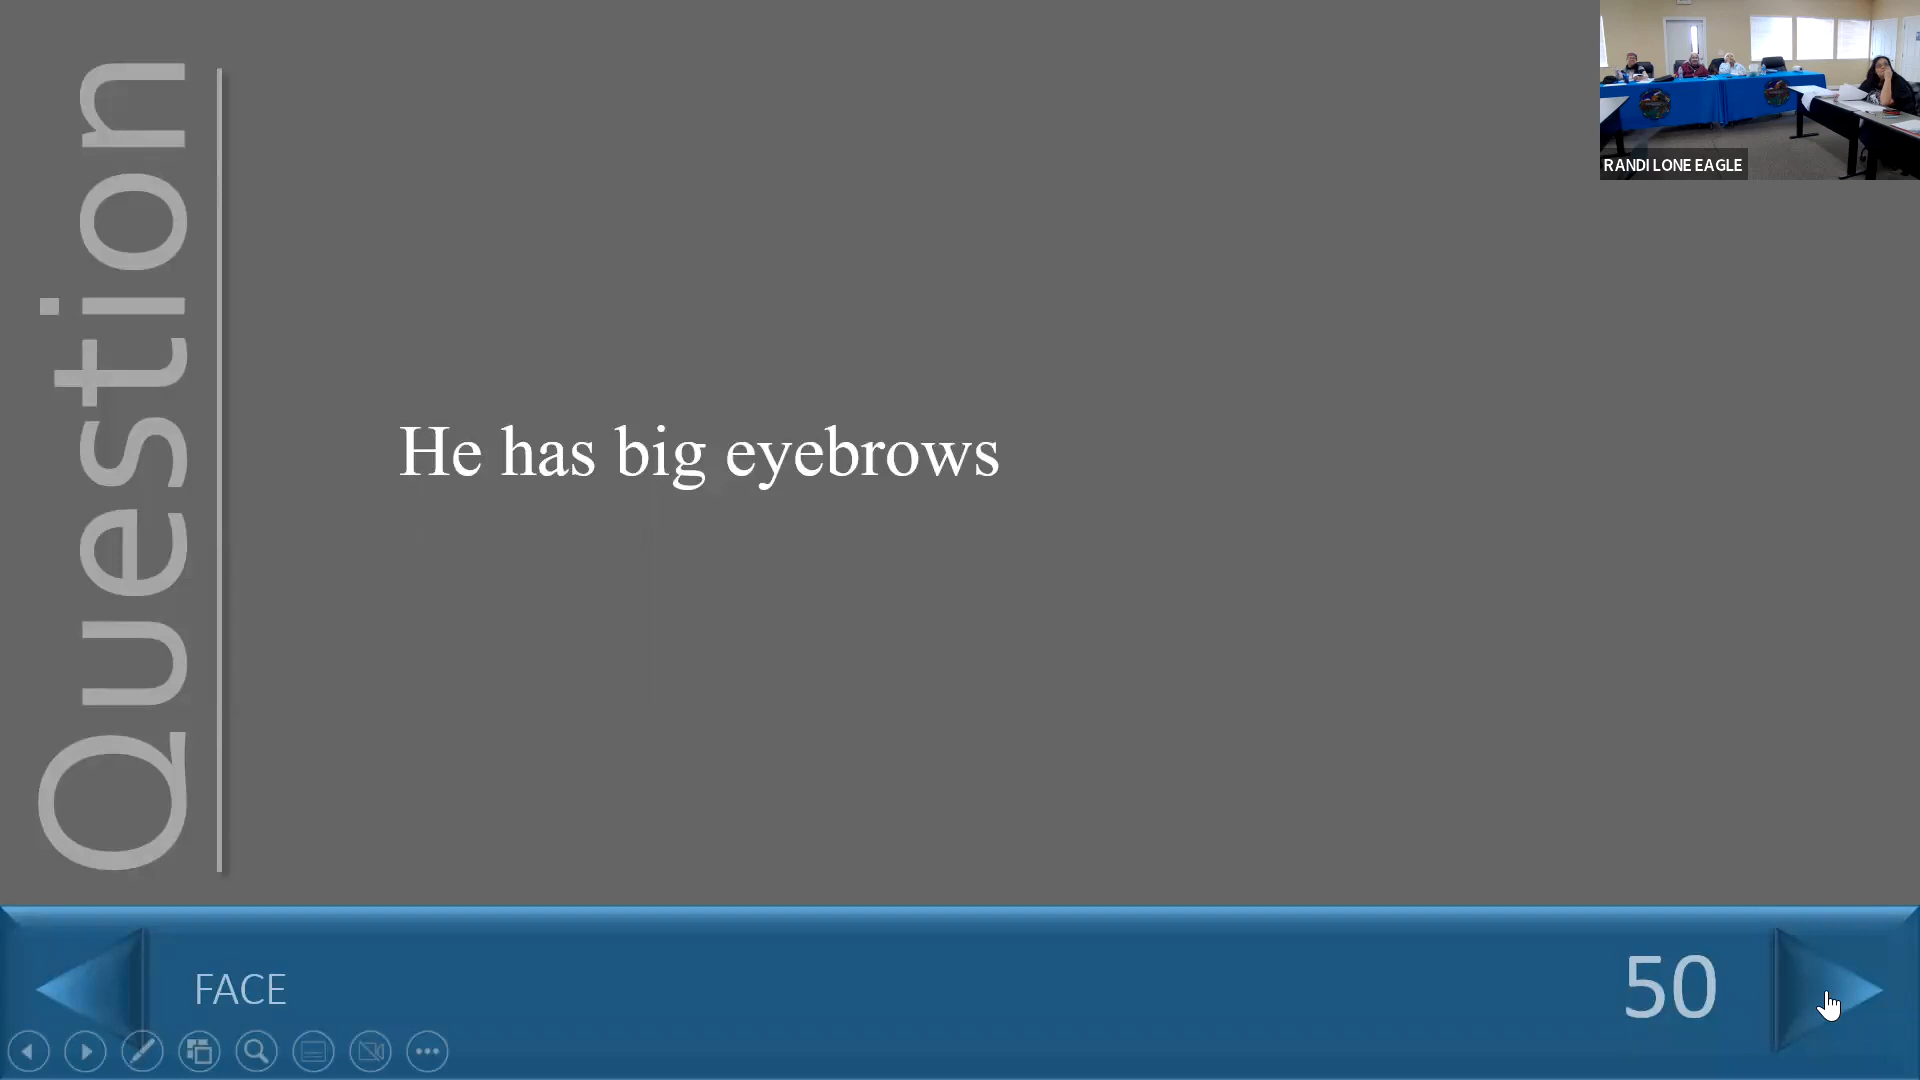 RANDI LONE EAGLE
Question
He has big eyebrows
FACE
50